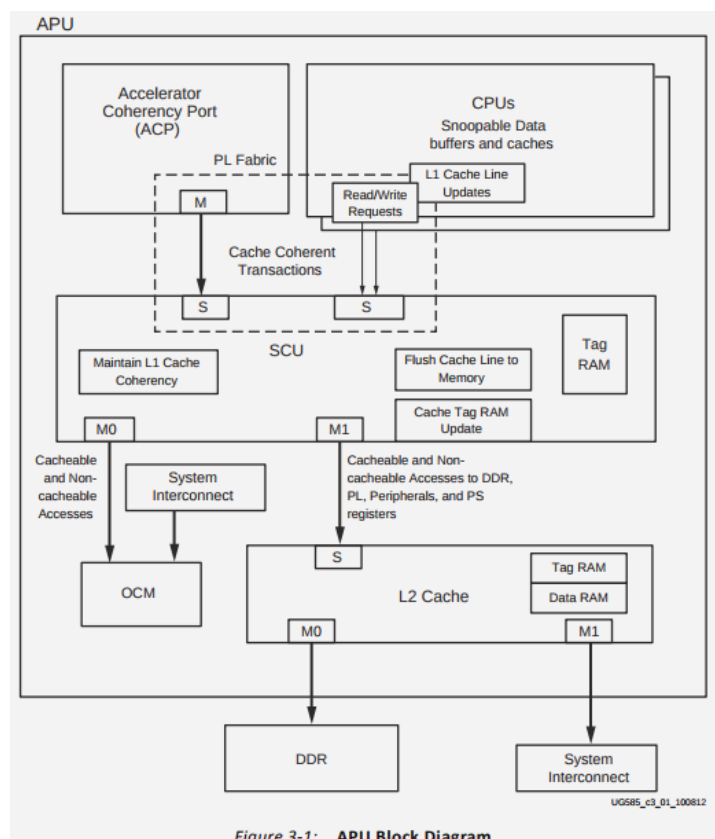 APU
Accelerator
Coherency Port
(ACP)
CPUs
Snoopable Data
buffers and caches
PL Fabric
L1 Cache Line
Updates
Read/Write
Requests
M
Cache Coherent
Transactions
S
S
SCU
Tag
RAM
Maintain L1 Cache
Coherency
Flush Cache Line to
Memory
Cache Tag RAM
Update
M0
M1
Cacheable
and Non-
cacheable
Accesses
System
Interconnect
Cacheable and Non-
cacheable Accesses to DDR,
PL, Peripherals, and PS
registers
OCM
S
L2 Cache
Tag RAM
Data RAM
M0
M1
DDR
System
Interconnect
UG585_c3_01_100812
Figure 3-1: APU Block Diagram